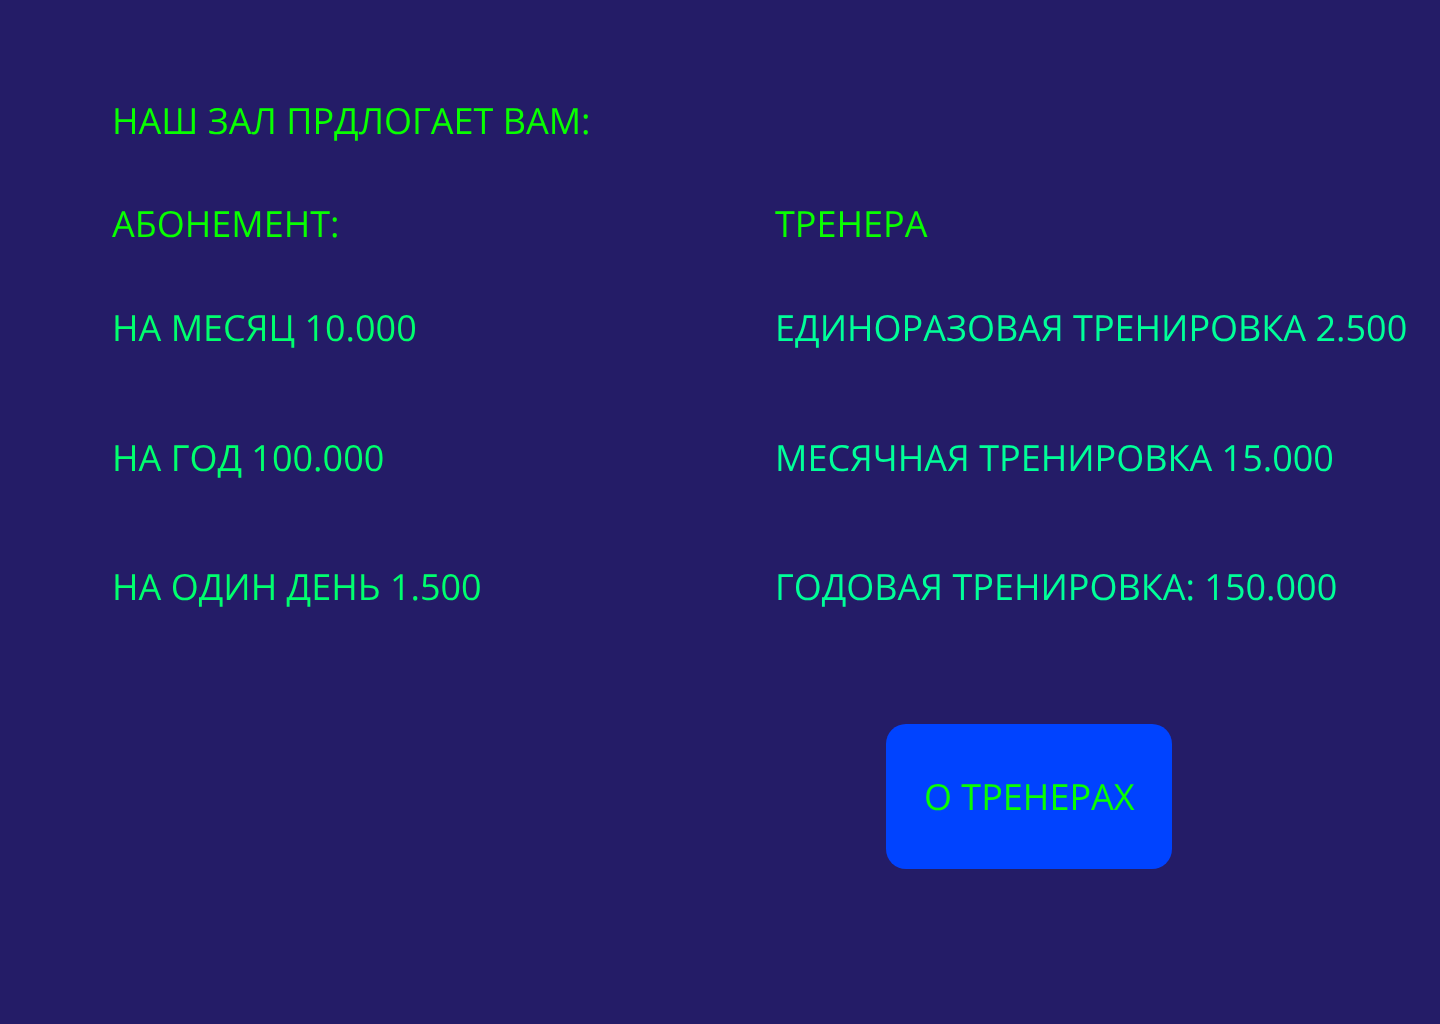 НАШ ЗАЛ ПРДЛОГАЕТ ВАМ:
АБОНЕМЕНТ:
НА МЕСЯЦ 10.000
НА ГОД 100.000
НА ОДИН ДЕНЬ 1.500
ТРЕНЕРА
ЕДИНОРАЗОВАЯ ТРЕНИРОВКА 2.500
МЕСЯЧНАЯ ТРЕНИРОВКА 15.000
ГОДОВАЯ ТРЕНИРОВКА: 150.000
О ТРЕНЕРАХ